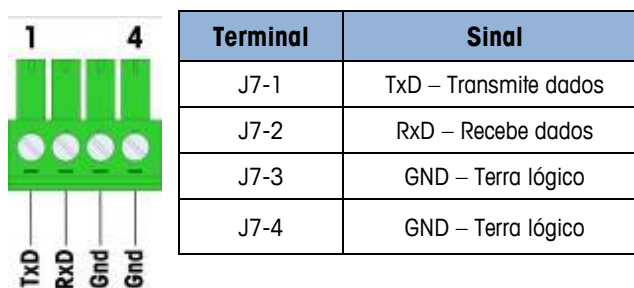 1 4
TxD
RxD
Gnd
Gnd
Terminal Sinal
J7-1 TxD – Transmite dados
J7-2 RxD – Recebe dados
J7-3 GND – Terra lógico
J7-4 GND – Terra lógico